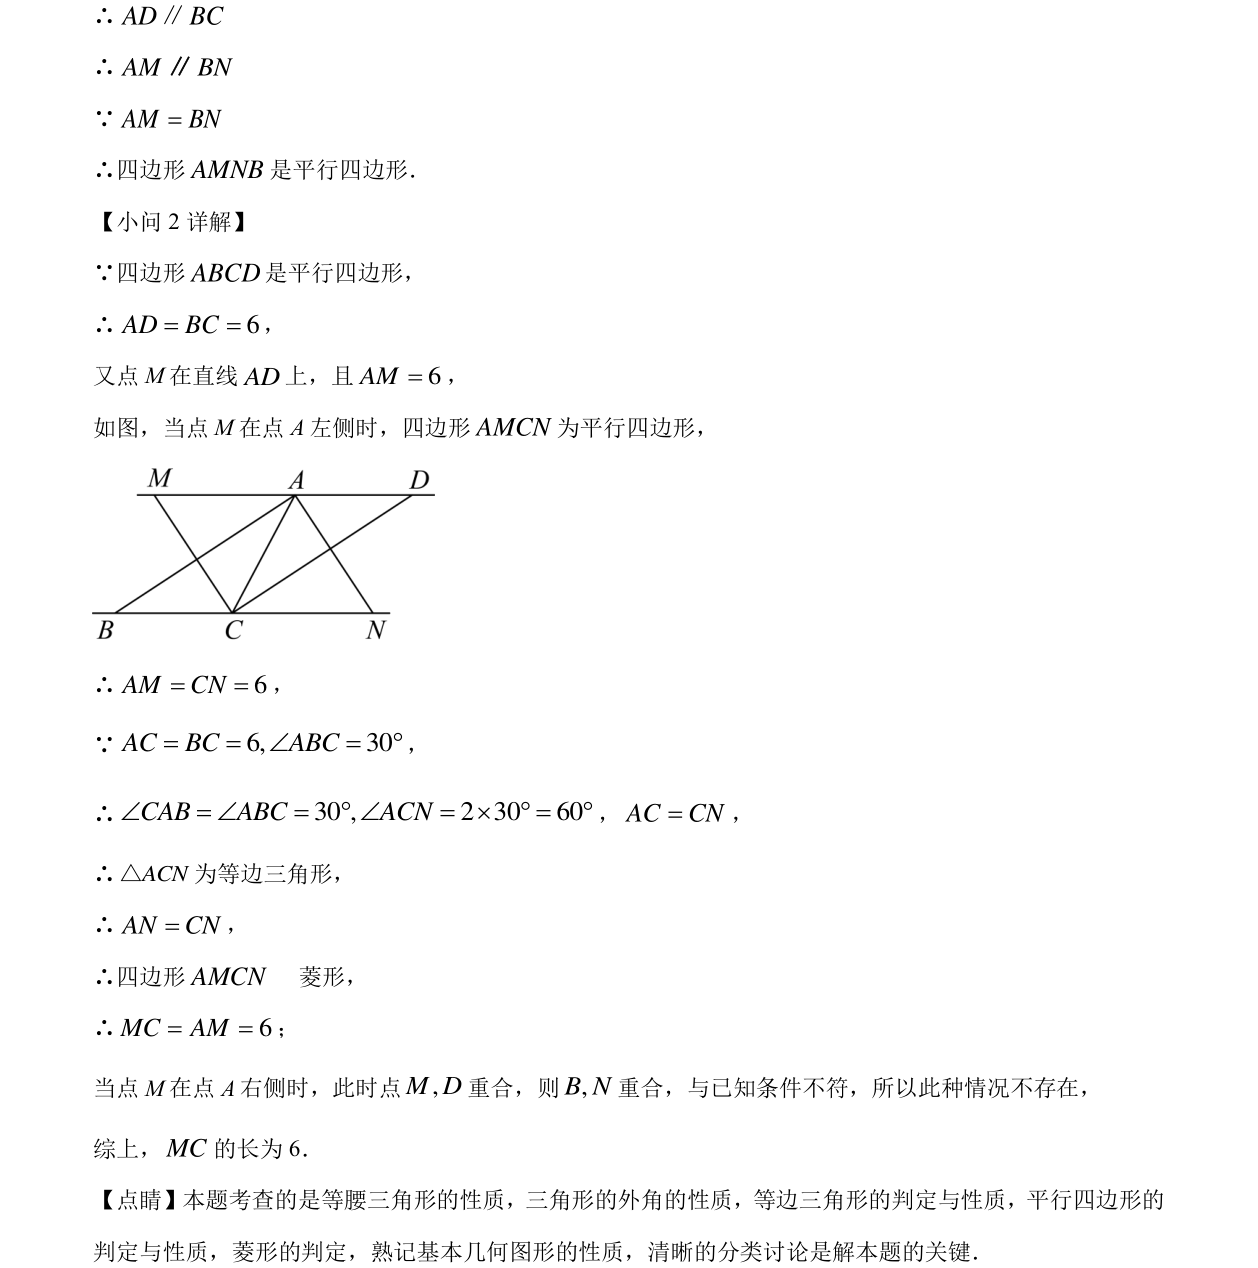 ∴ AD∥BC
∴ AM∥BN
∵ AM = BN
∴四边形 AMNB 是平行四边形.
【小问 2 详解】
∵四边形 ABCD 是平行四边形，
∴ AD = BC = 6，
又点 M 在直线 AD 上，且 AM = 6，
如图，当点 M 在点 A 左侧时，四边形 AMCN 为平行四边形，
M A D
B C N
∴ AM = CN = 6，
∵ AC = BC = 6, ∠ABC = 30°，
∴ ∠CAB = ∠ABC = 30°, ∠ACN = 2×30° = 60°，AC = CN，
∴ △ACN 为等边三角形，
∴ AN = CN，
∴四边形 AMCN 菱形，
∴ MC = AM = 6；
当点 M 在点 A 右侧时，此时点 M , D 重合，则 B, N 重合，与已知条件不符，所以此种情况不存在，
综上，MC 的长为 6.
【点睛】本题考查的是等腰三角形的性质，三角形的外角的性质，等边三角形的判定与性质，平行四边形的
判定与性质，菱形的判定，熟记基本几何图形的性质，清晰的分类讨论是解本题的关键.